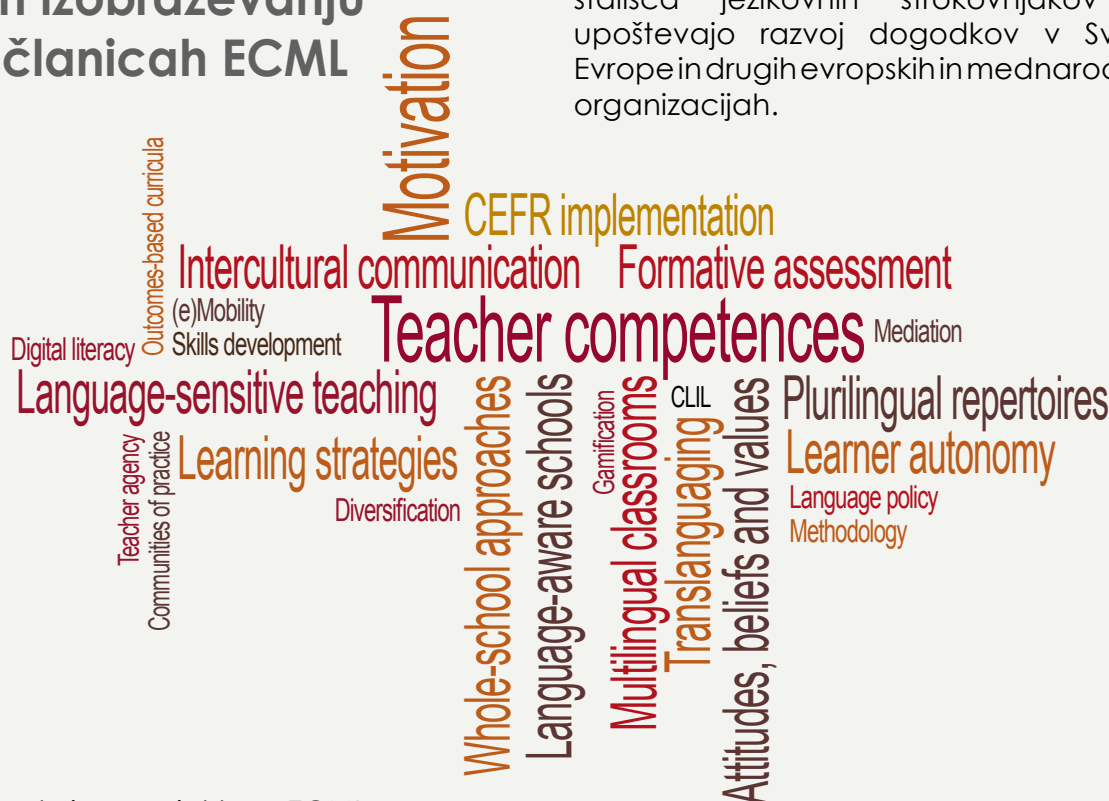 izobraževanju
članicah ECML
stališča jezikovnih strokovnjakov
upoštevajo razvoj dogodkov v
Evrope in drugih evropskih in
organizacijah.
Motivation
Outcomes-based curricula
CEFR implementation
Intercultural communication
Formative assessment
(e)Mobility
Skills development
Teacher competences
Mediation
Digital literacy
Language-sensitive teaching
Whole-school approaches
Language-aware schools
Gamification
Multilingual classrooms
CLIL
Translanguaging
Attitudes, beliefs and values
Plurilingual repertoires
Learner autonomy
Language policy
Methodology
Teacher agency
Communities of practice
Learning strategies
Diversification